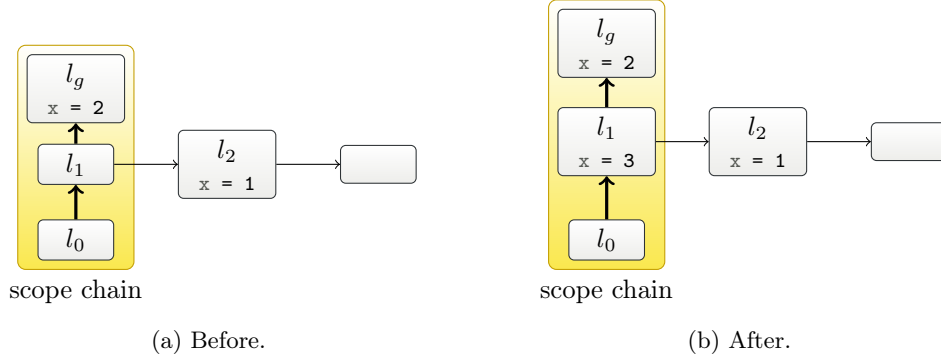 l_g
x = 2
l_1
l_2
x = 1
l_0
scope chain
(a) Before.
l_g
x = 2
l_1
x = 3
l_2
x = 1
l_0
scope chain
(b) After.